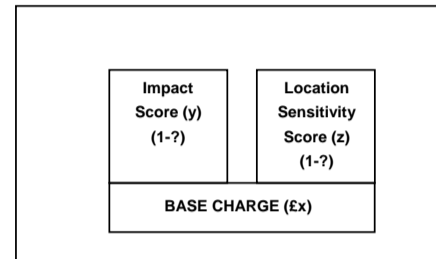 Impact
Score (y)
(1-?)
Location
Sensitivity
Score (z)
(1-?)
BASE CHARGE (£x)